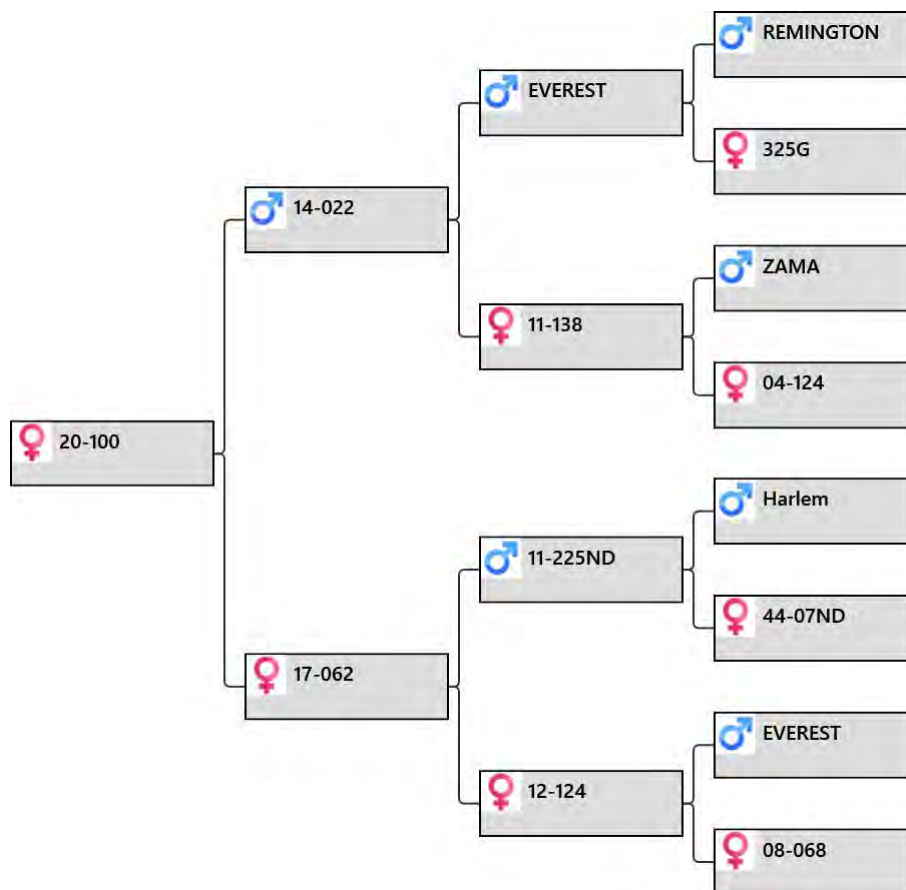 REMINGTON
EVEREST
325G
14-022
ZAMA
11-138
04-124
20-100
Harlem
11-225ND
44-07ND
17-062
EVEREST
12-124
08-068